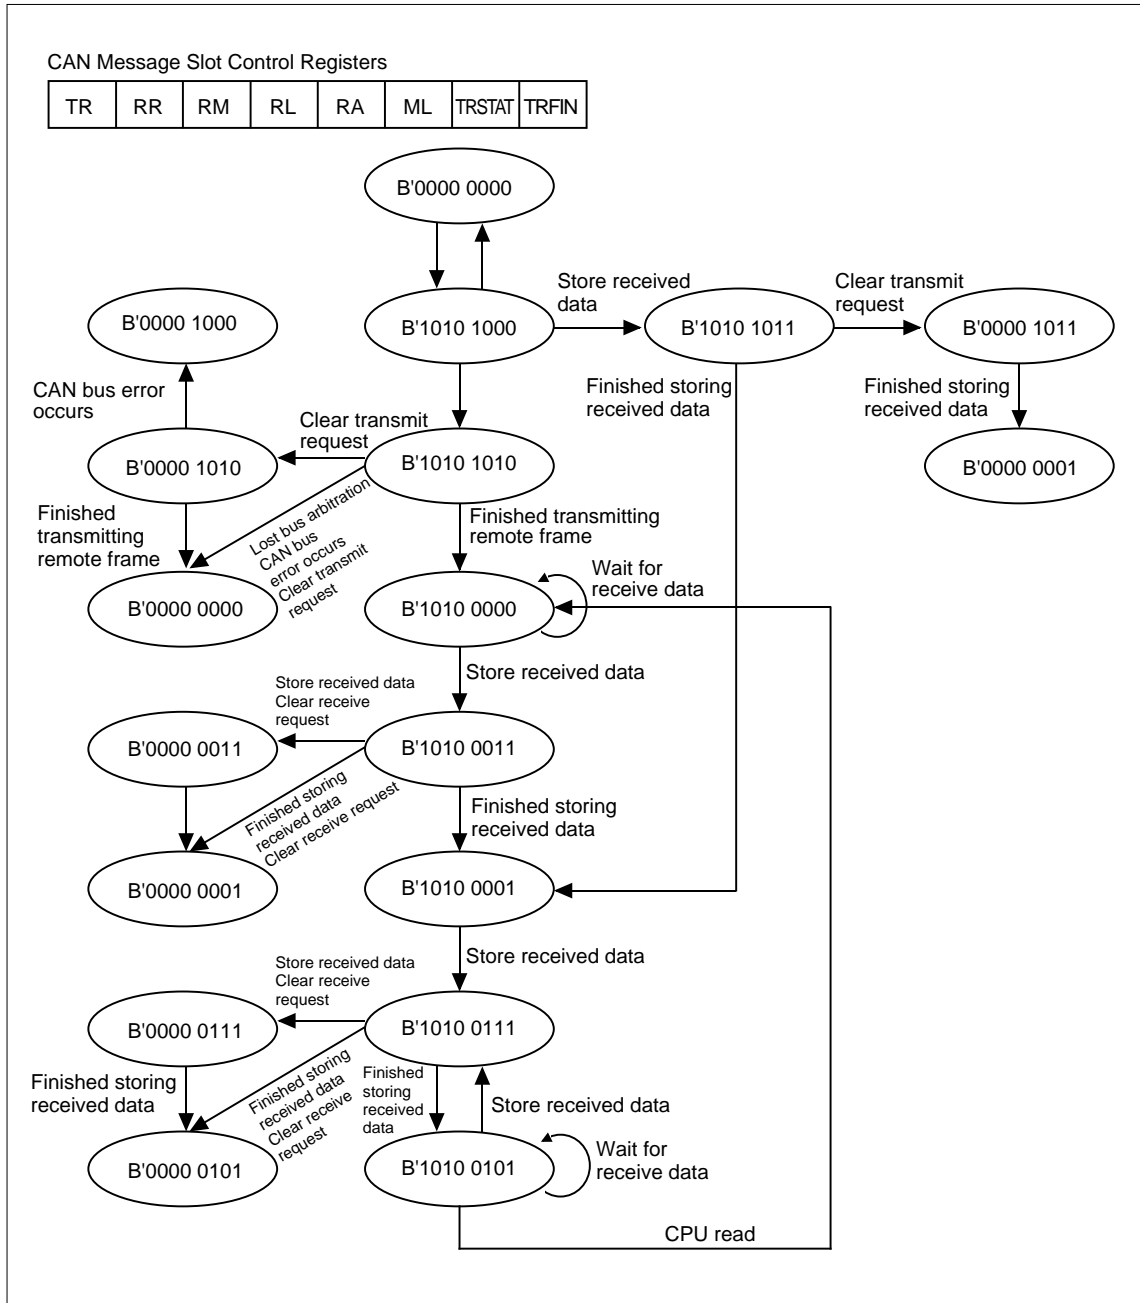 CAN Message Slot Control Registers
TR RR RM RL RA ML TRSTAT TRFIN
B'0000 0000
Store received
data
Clear transmit
request
B'0000 1000
B'1010 1000
B'1010 1011
B'0000 1011
CAN bus error
occurs
Finished storing
received data
Finished storing
received data
Clear transmit
request
B'0000 1010
B'1010 1010
B'0000 0001
Finished
transmitting
remote frame
Lost bus arbitration
CAN bus
error occurs
Clear transmit
request
Finished transmitting
remote frame
Wait for
receive data
B'0000 0000
B'1010 0000
Store received data
Store received data
Clear receive
request
B'0000 0011
B'1010 0011
Finished storing
received data
Clear receive request
Finished storing
received data
B'0000 0001
B'1010 0001
Store received data
Store received data
Clear receive
request
B'0000 0111
B'1010 0111
Finished storing
received data
Finished storing
received data
Clear receive
request
Finished
storing
received
data
Store received data
B'0000 0101
B'1010 0101
Wait for
receive data
CPU read